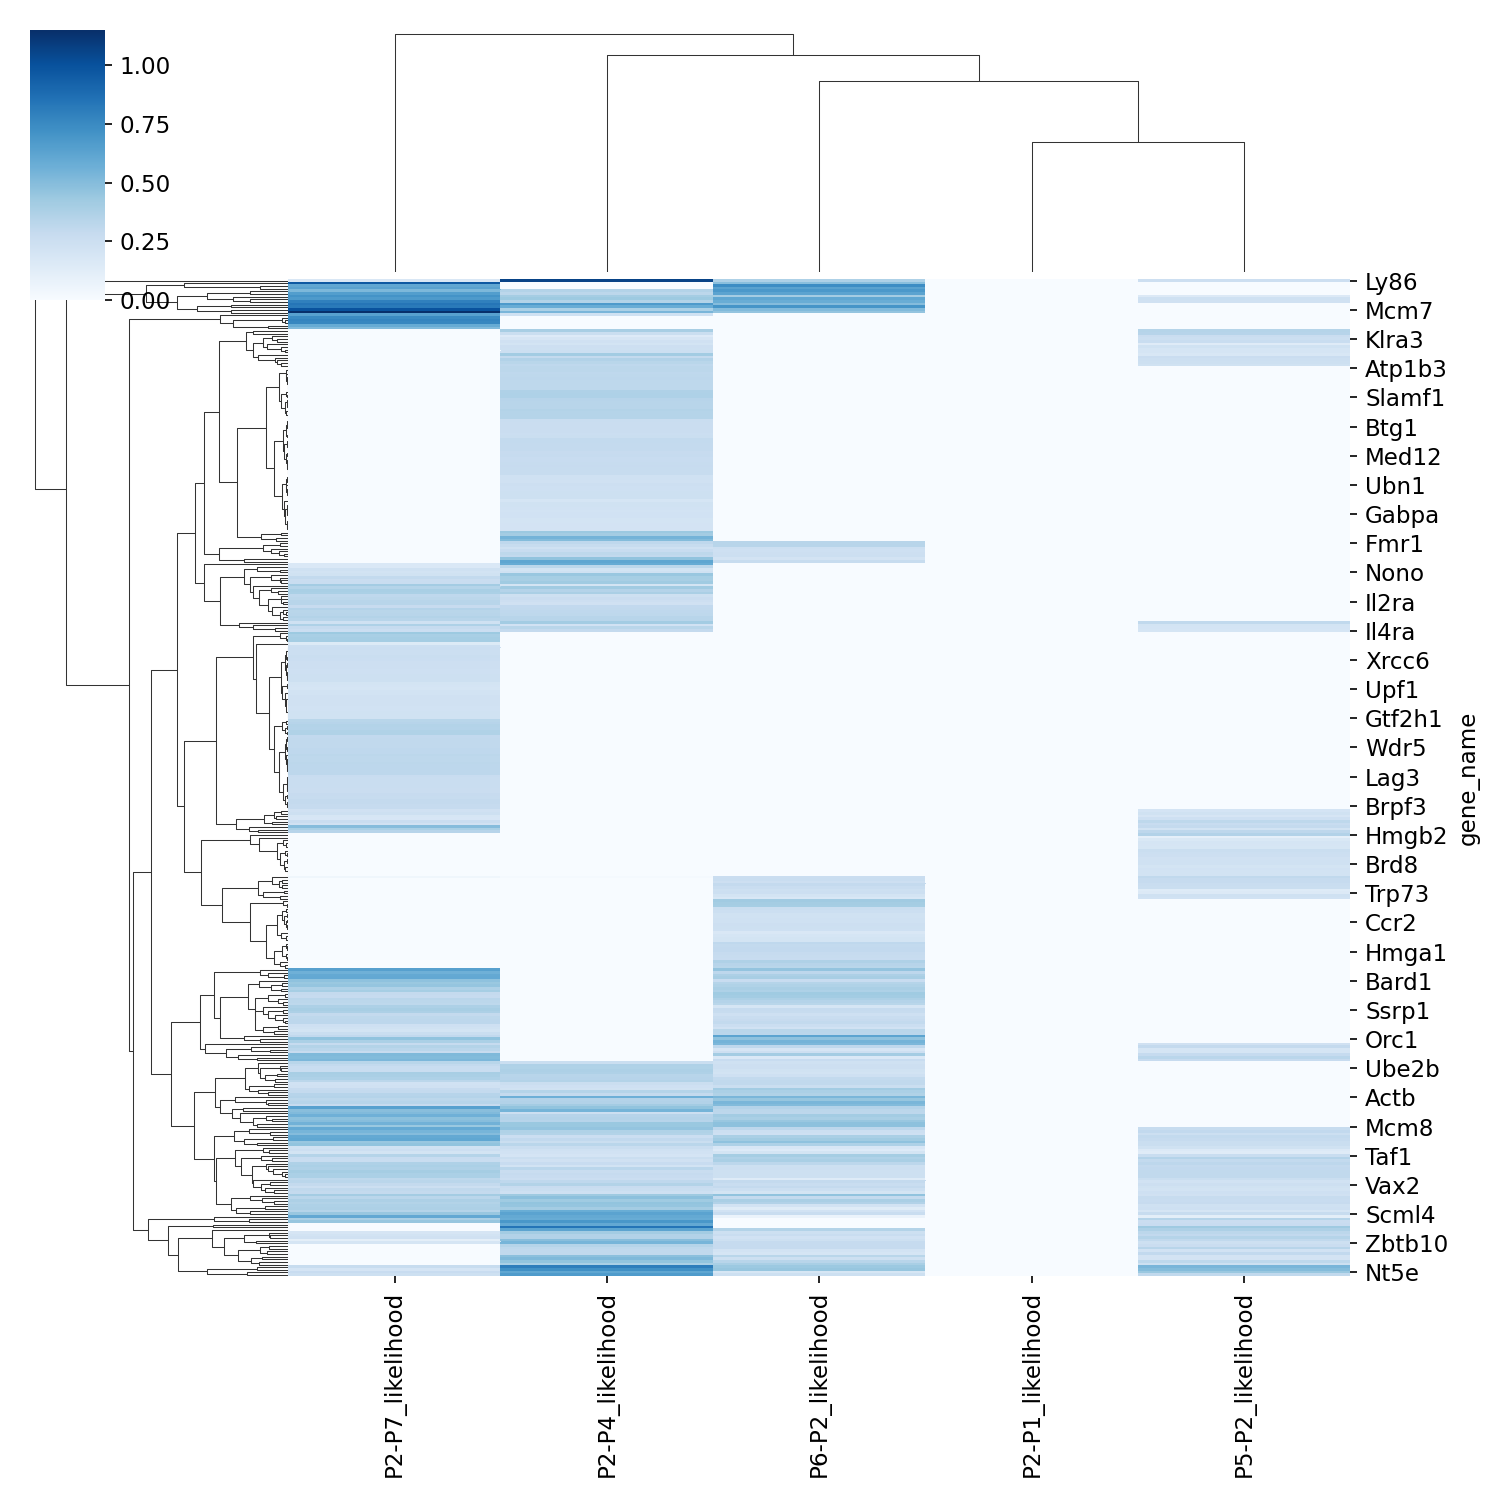 1.00
0.75
0.50
0.25
0.00
Ly86
Mcm7
Klra3
Atp1b3
Slamf1
Btg1
Med12
Ubn1
Gabpa
Fmr1
Nono
Il2ra
Il4ra
Xrcc6
Upf1
Gtf2h1
Wdr5
Lag3
Brpf3
Hmgb2
Brd8
Trp73
Ccr2
Hmga1
Bard1
Ssrp1
Orc1
Ube2b
Actb
Mcm8
Taf1
Vax2
Scml4
Zbtb10
Nt5e
gene_name
P2-P7_likelihood
P2-P4_likelihood
P6-P2_likelihood
P2-P1_likelihood
P5-P2_likelihood